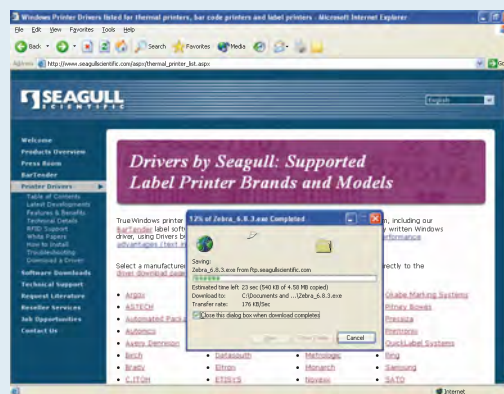 Windows Printer Drivers listed for thermal printers, bar code printers and label printers - Microsoft Internet Explorer
File Edit View Favorites Tools Help
Back Search Favorites Media
Address http://www.seagullscientific.com/aspx/thermal_printer_list.aspx Go
SEAGULL
SCIENTIFIC
English
Welcome
Products Overview
Press Room
BarTender
Printer Drivers
Table of Contents
Latest Developments
Features & Benefits
Technical Details
RFID Support
White Papers
How to Install
Troubleshooting
Download a Driver
Software Downloads
Technical Support
Request Literature
Reseller Services
Job Opportunities
Contact Us
Drivers by Seagull: Supported
Label Printer Brands and Models
True Windows printer
BarTender label
driver, using Drivers by
advantages
m, including our
y written Windows
performance
Select a manufacturer
driver download page
rectly to the
12% of Zebra_6.8.3.exe Completed
Saving:
Zebra_6.8.3.exe from ftp.seagullscientific.com
Estimated time left: 23 sec (540 KB of 4.58 MB copied)
Download to: C:\Documents and ...\Zebra_6.8.3.exe
Transfer rate: 176 KB/Sec
Close this dialog box when download completes
Cancel
Argox
ASTECH
Automated
Autonics
Avery Dennison
Birch
Brady
C.ITOH
Datasouth
Eltron
ETISYS
Metrologic
Monarch
Novexx
Okabe Marking Systems
Pitney Bowes
Printronix
QuickLabel Systems
Ring
Samsung
SATO
Internet